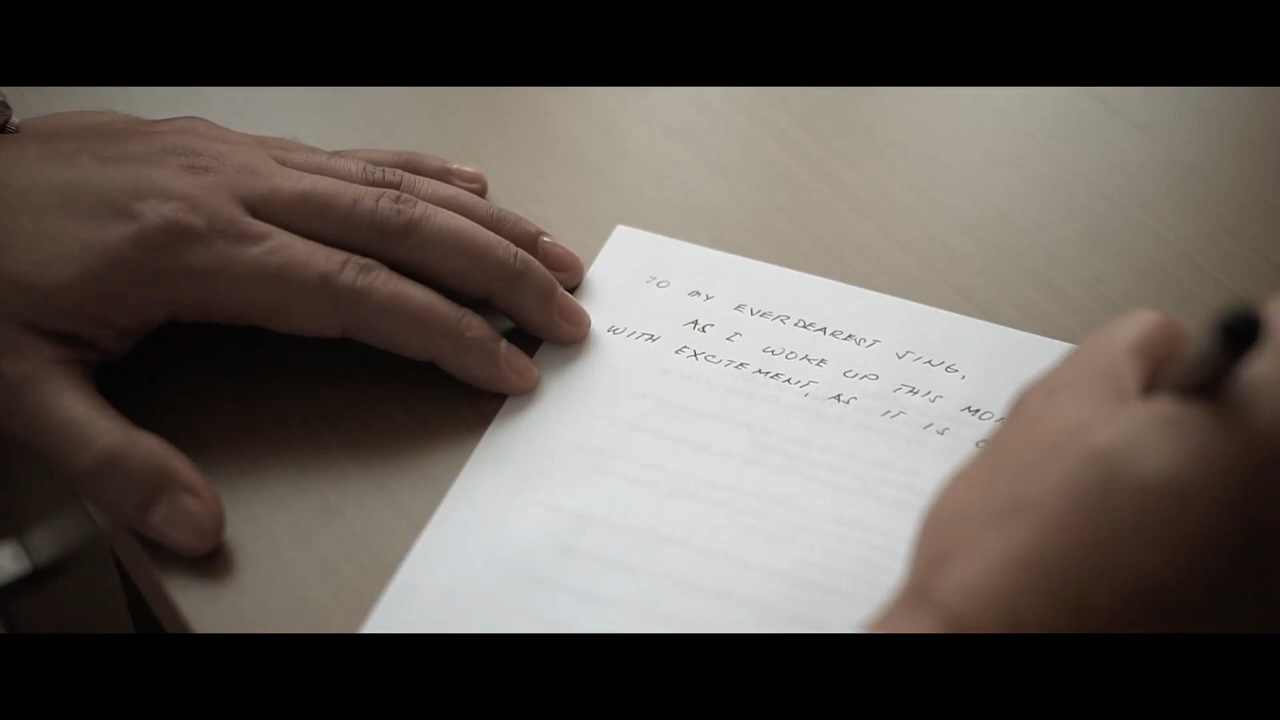 TO MY EVERDEAREST JING,
AS I WOKE UP THIS
WITH EXCITEMENT, AS IT IS